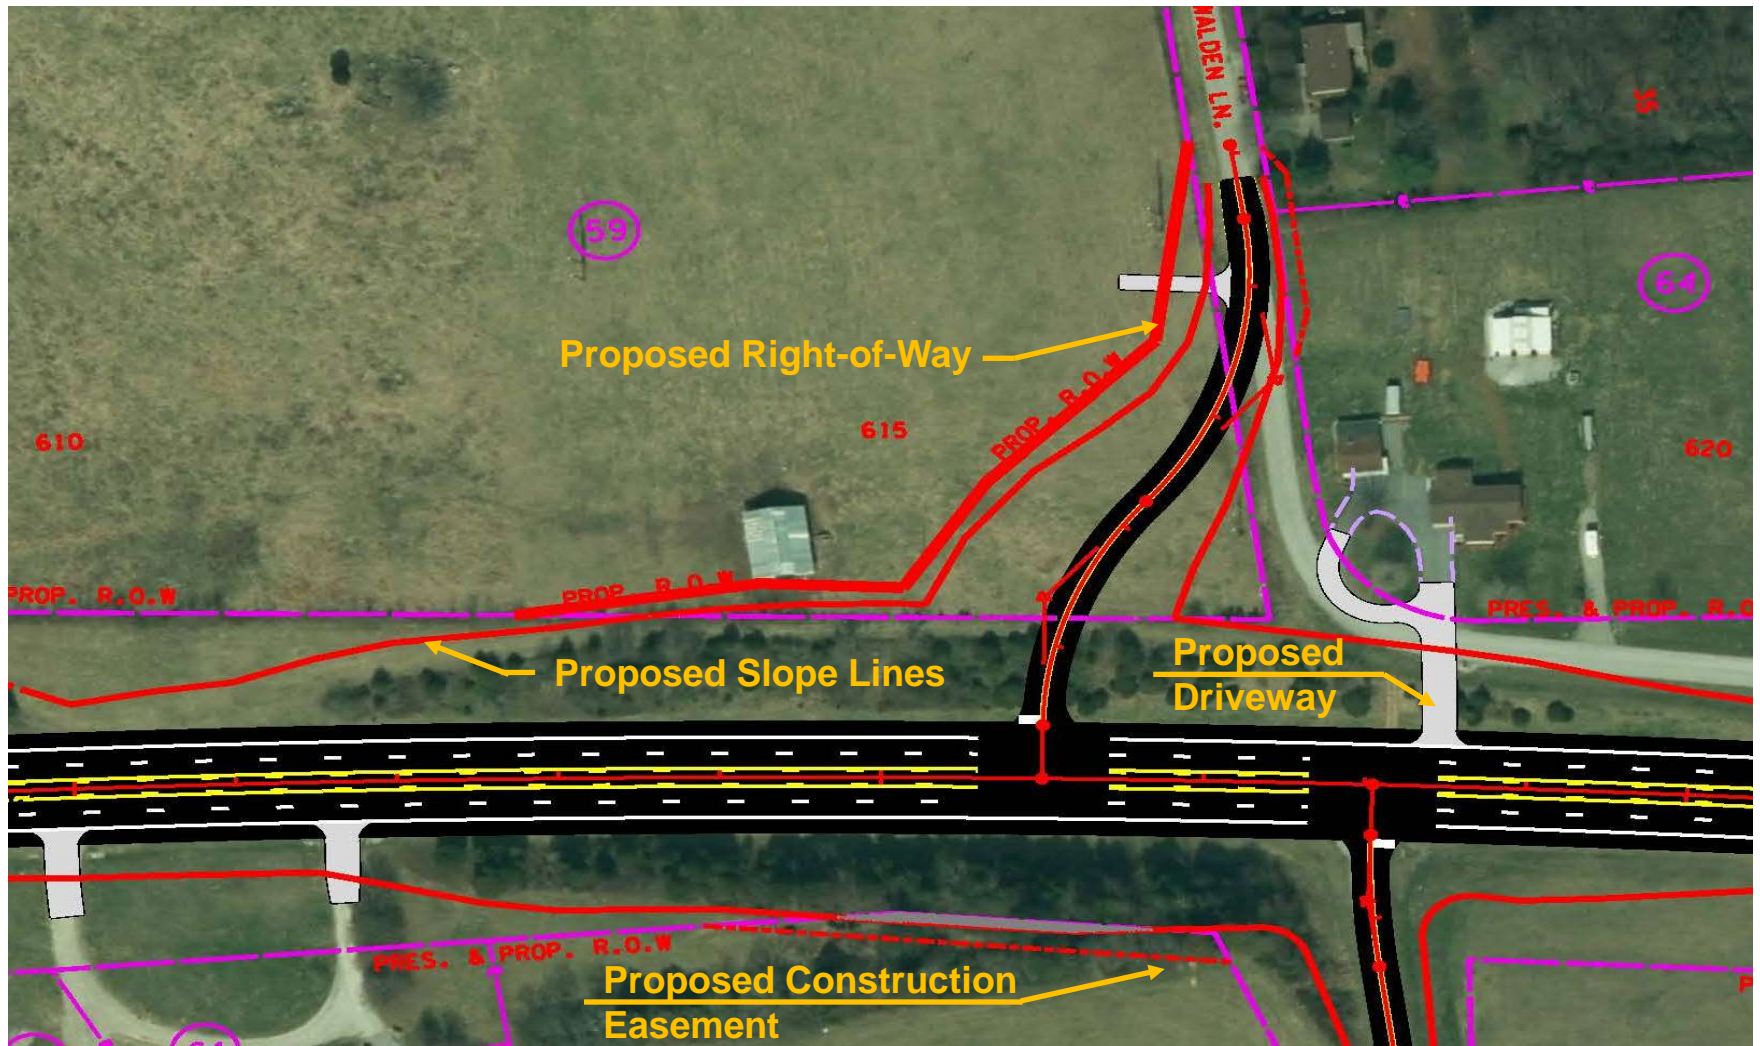 WALDEN LN.
35
59
64
Proposed Right-of-Way
PROP. R.O.W
610
615
620
PROP. R.O.W
PROP. R.O.W
PRES. & PROP. R.O
Proposed Slope Lines
Proposed
Driveway
PRES. & PROP. R.O.W
Proposed Construction
Easement